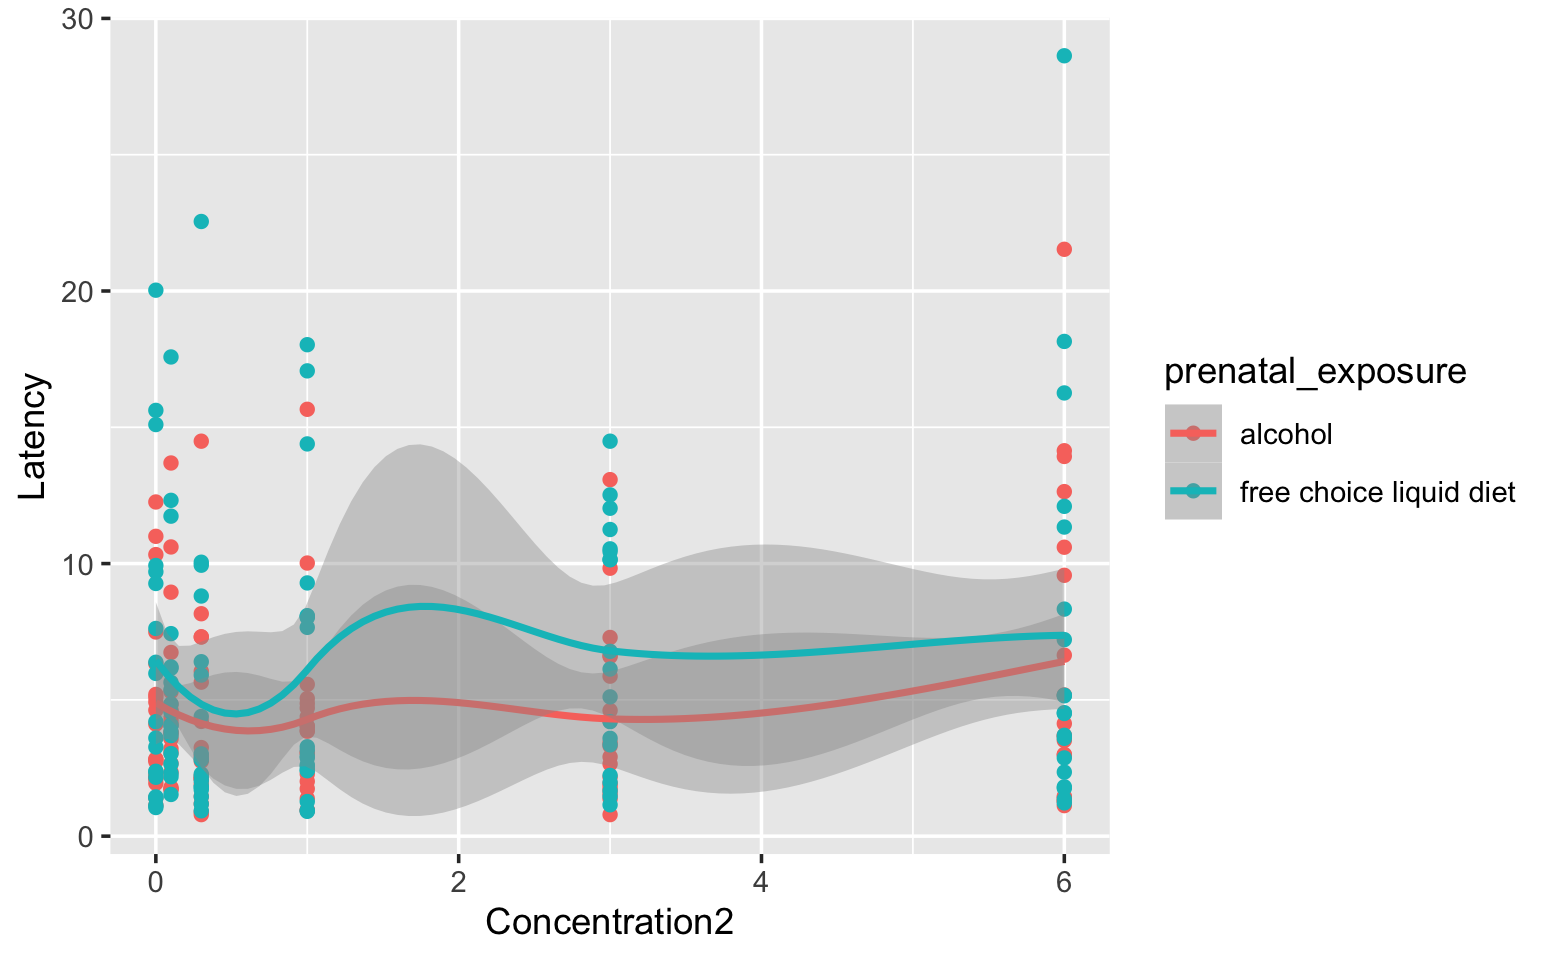 30
20
10
0
Latency
0
2
4
6
Concentration2
prenatal_exposure
alcohol
free choice liquid diet